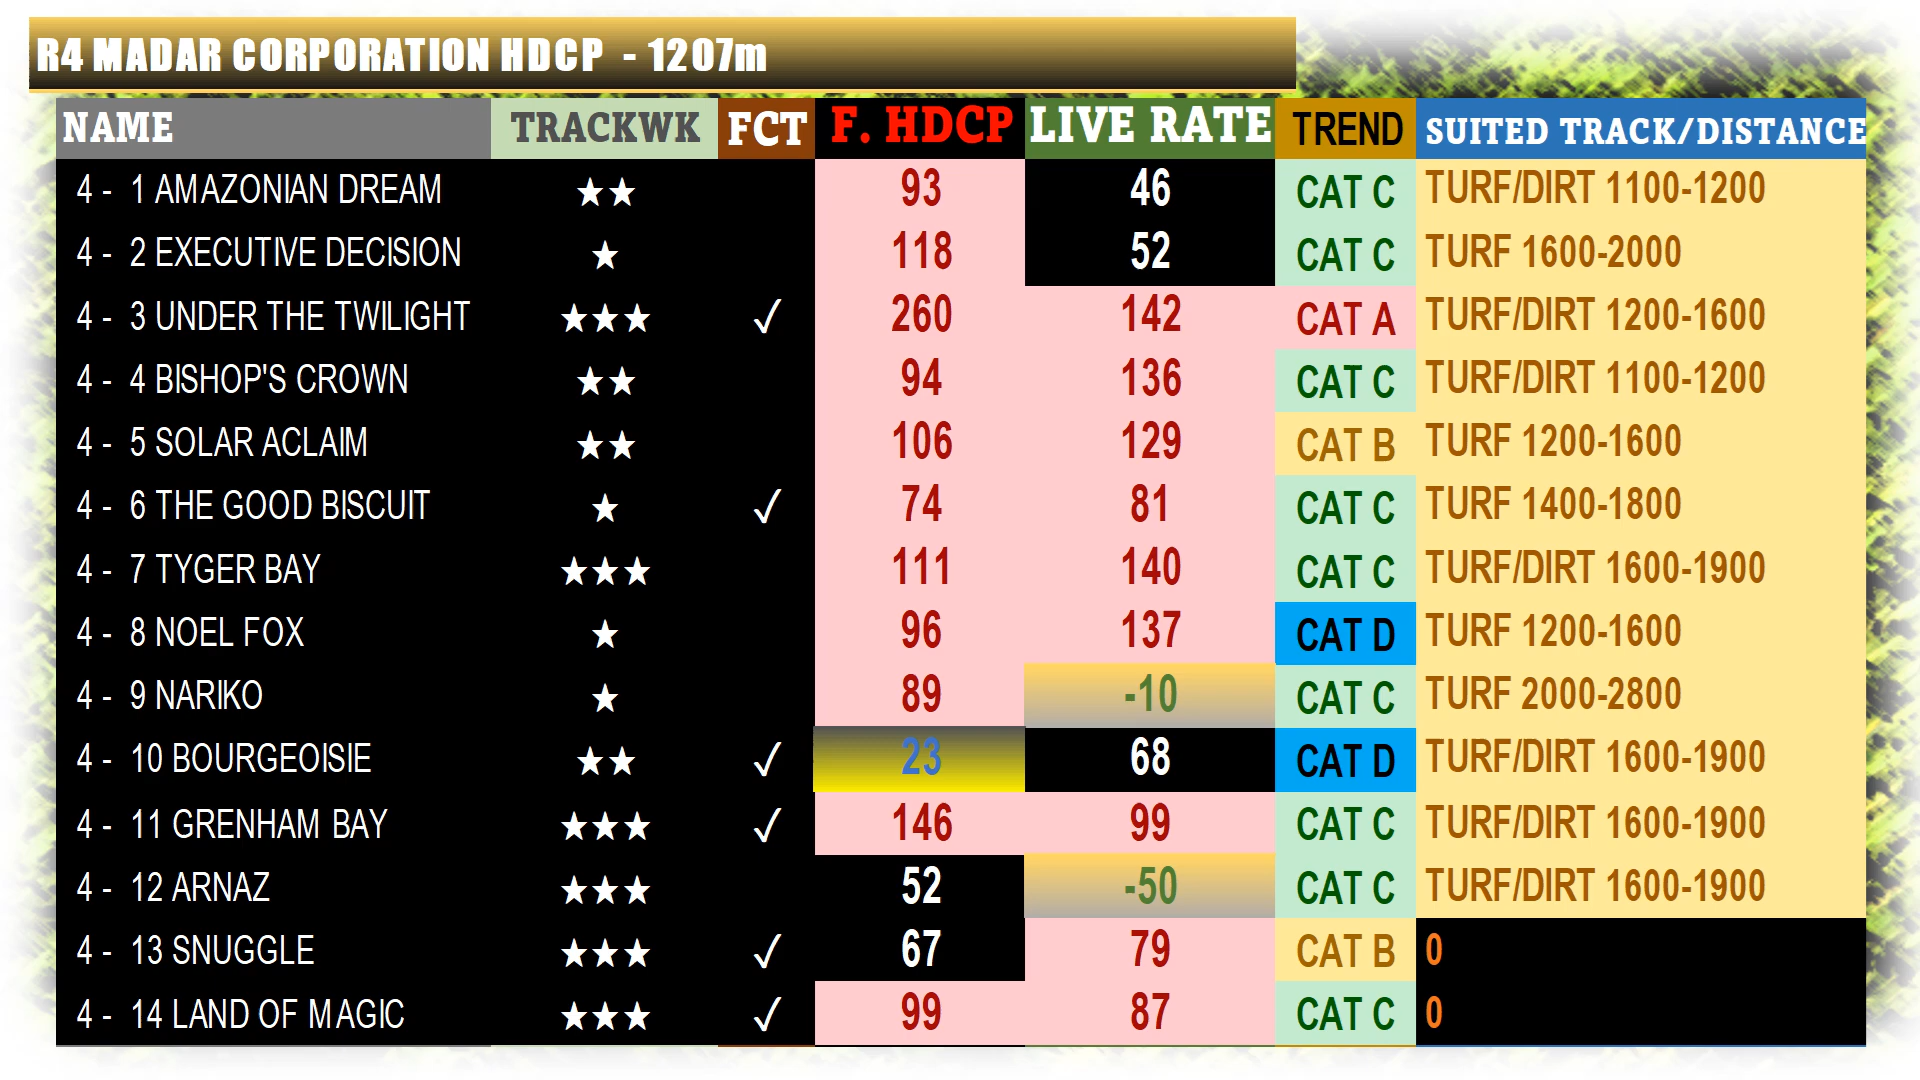 R4 MADAR CORPORATION HDCP - 1207m
NAME TRACKWK FCT F. HDCP LIVE RATE TREND SUITED TRACK/DISTANCE
4 - 1 AMAZONIAN DREAM ★★ 93 46 CAT C TURF/DIRT 1100-1200
4 - 2 EXECUTIVE DECISION ★ 118 52 CAT C TURF 1600-2000
4 - 3 UNDER THE TWILIGHT ★★★ ✓ 260 142 CAT A TURF/DIRT 1200-1600
4 - 4 BISHOP'S CROWN ★★ 94 136 CAT C TURF/DIRT 1100-1200
4 - 5 SOLAR ACLAIM ★★ 106 129 CAT B TURF 1200-1600
4 - 6 THE GOOD BISCUIT ★ ✓ 74 81 CAT C TURF 1400-1800
4 - 7 TYGER BAY ★★★ 111 140 CAT C TURF/DIRT 1600-1900
4 - 8 NOEL FOX ★ 96 137 CAT D TURF 1200-1600
4 - 9 NARIKO ★ 89 -10 CAT C TURF 2000-2800
4 - 10 BOURGEOISIE ★★ ✓ 23 68 CAT D TURF/DIRT 1600-1900
4 - 11 GRENHAM BAY ★★★ ✓ 146 99 CAT C TURF/DIRT 1600-1900
4 - 12 ARNAZ ★★★ 52 -50 CAT C TURF/DIRT 1600-1900
4 - 13 SNUGGLE ★★★ ✓ 67 79 CAT B 0
4 - 14 LAND OF MAGIC ★★★ ✓ 99 87 CAT C 0